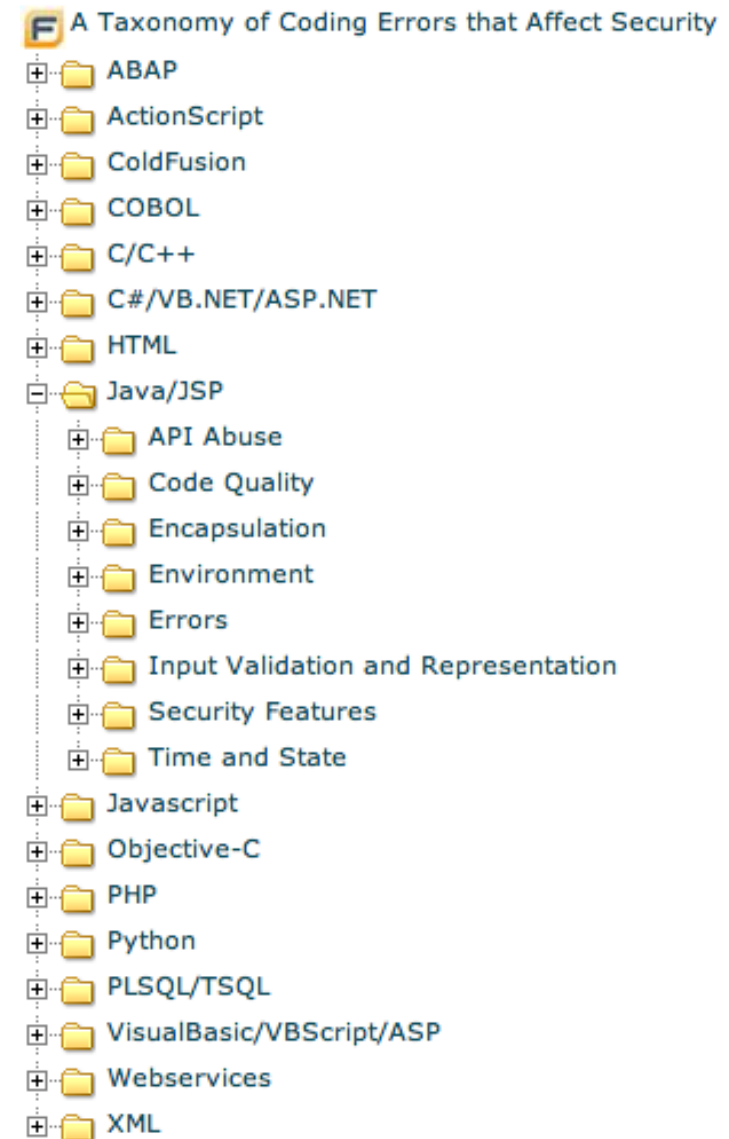 F A Taxonomy of Coding Errors that Affect Security
ABAP
ActionScript
ColdFusion
COBOL
C/C++
C#/VB.NET/ASP.NET
HTML
Java/JSP
API Abuse
Code Quality
Encapsulation
Environment
Errors
Input Validation and Representation
Security Features
Time and State
Javascript
Objective-C
PHP
Python
PLSQL/TSQL
VisualBasic/VBScript/ASP
Webservices
XML